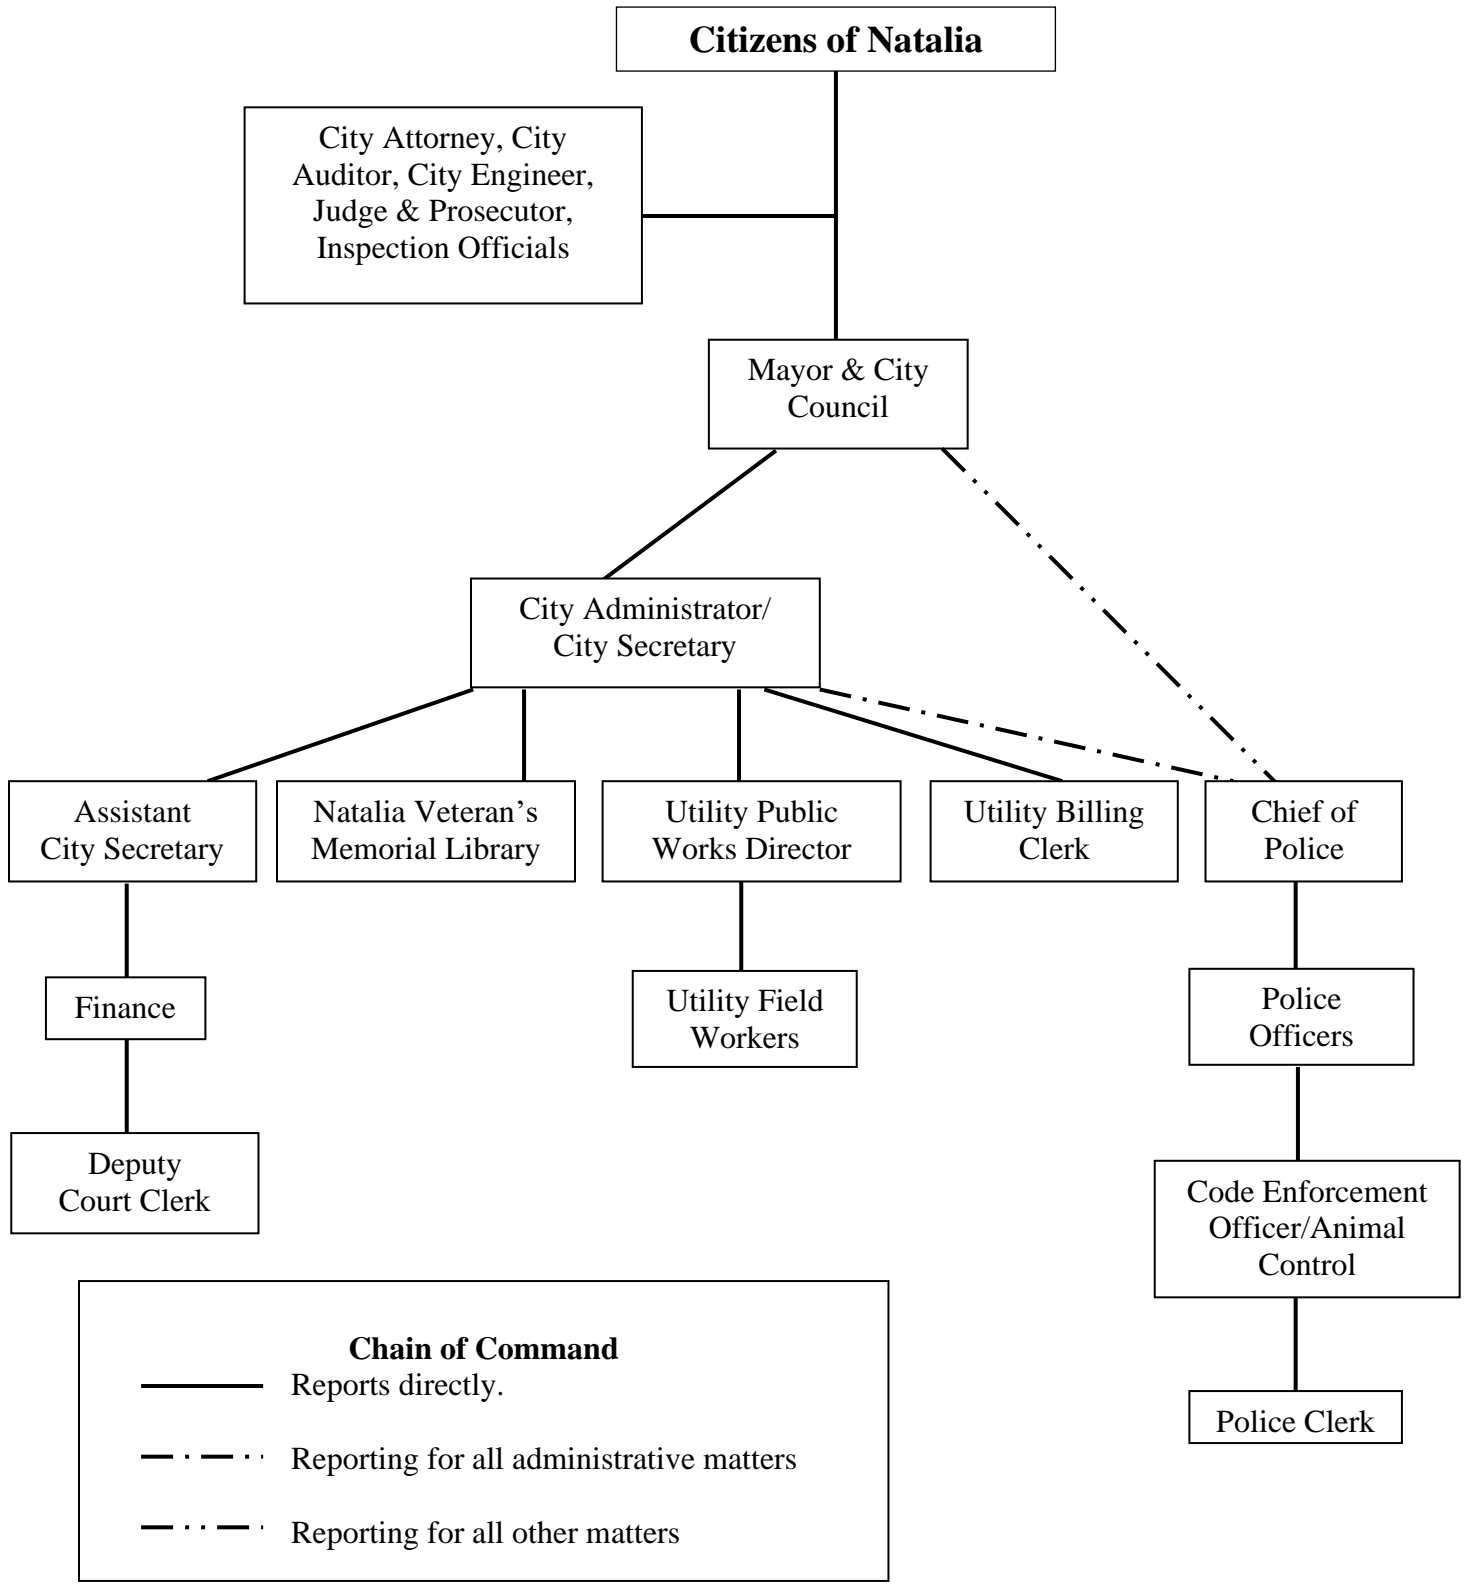 Citizens of Natalia
City Attorney, City
Auditor, City Engineer,
Judge & Prosecutor,
Inspection Officials
Mayor & City
Council
City Administrator/
City Secretary
Assistant
City Secretary
Natalia Veteran’s
Memorial Library
Utility Public
Works Director
Utility Billing
Clerk
Chief of
Police
Finance
Utility Field
Workers
Police
Officers
Deputy
Court Clerk
Code Enforcement
Officer/Animal
Control
Police Clerk
Chain of Command
Reports directly.
Reporting for all administrative matters
Reporting for all other matters